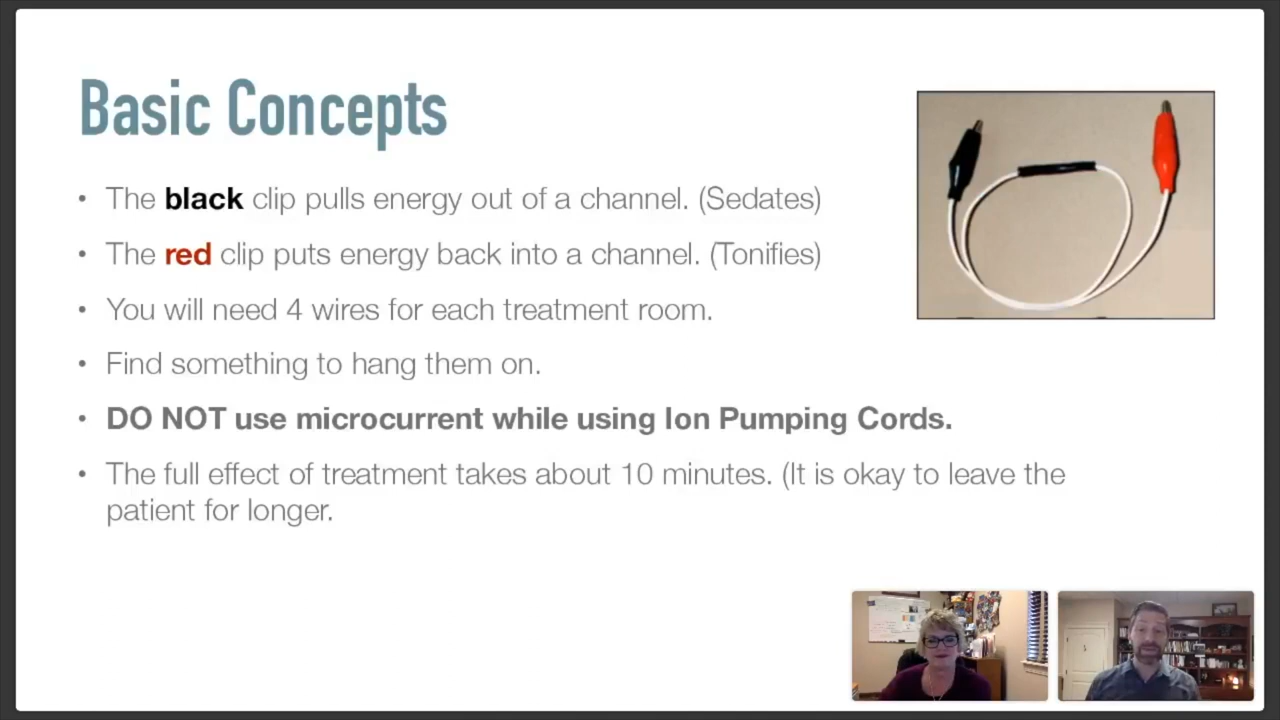 Basic Concepts
• The black clip pulls energy out of a channel. (Sedates)
• The red clip puts energy back into a channel. (Tonifies)
• You will need 4 wires for each treatment room.
• Find something to hang them on.
• DO NOT use microcurrent while using Ion Pumping Cords.
• The full effect of treatment takes about 10 minutes. (It is okay to leave the
patient for longer.